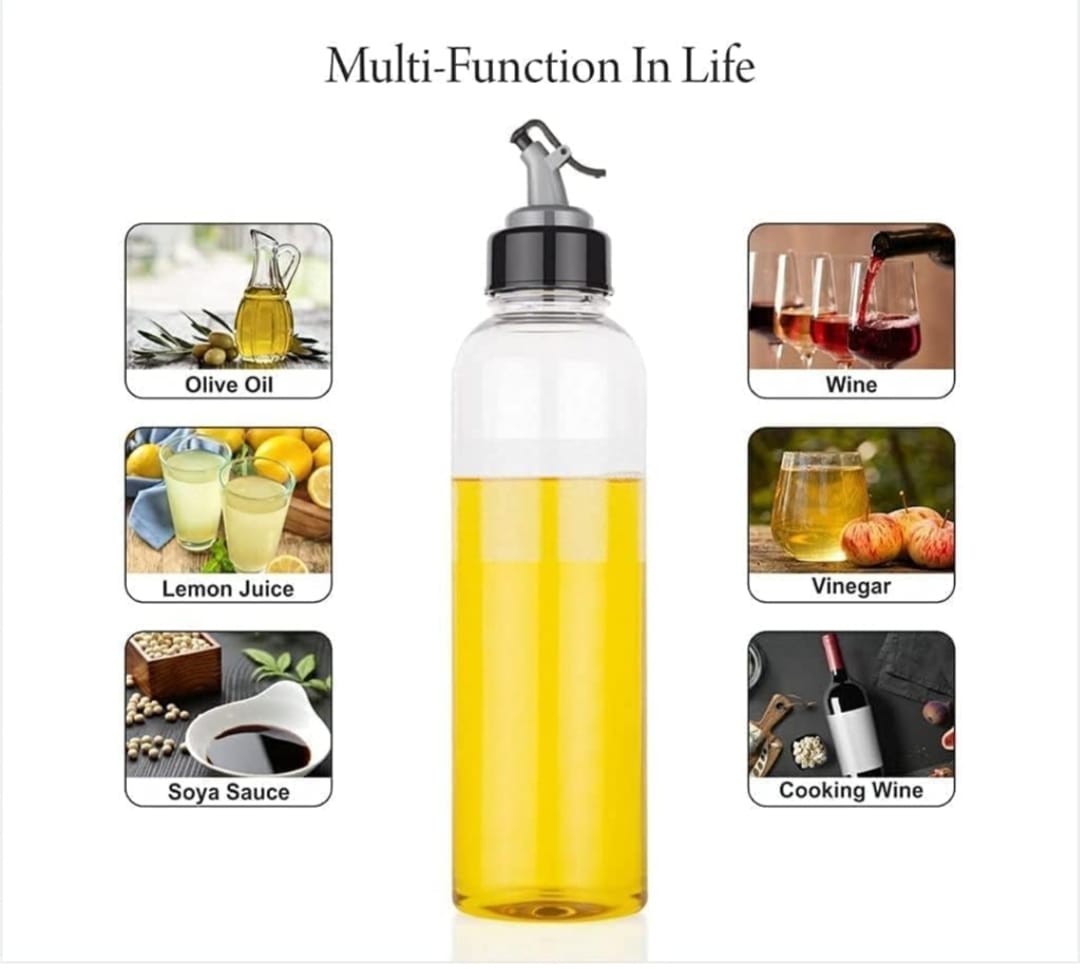 Multi-Function In Life
Olive Oil
Wine
Lemon Juice
Vinegar
Soya Sauce
Cooking Wine